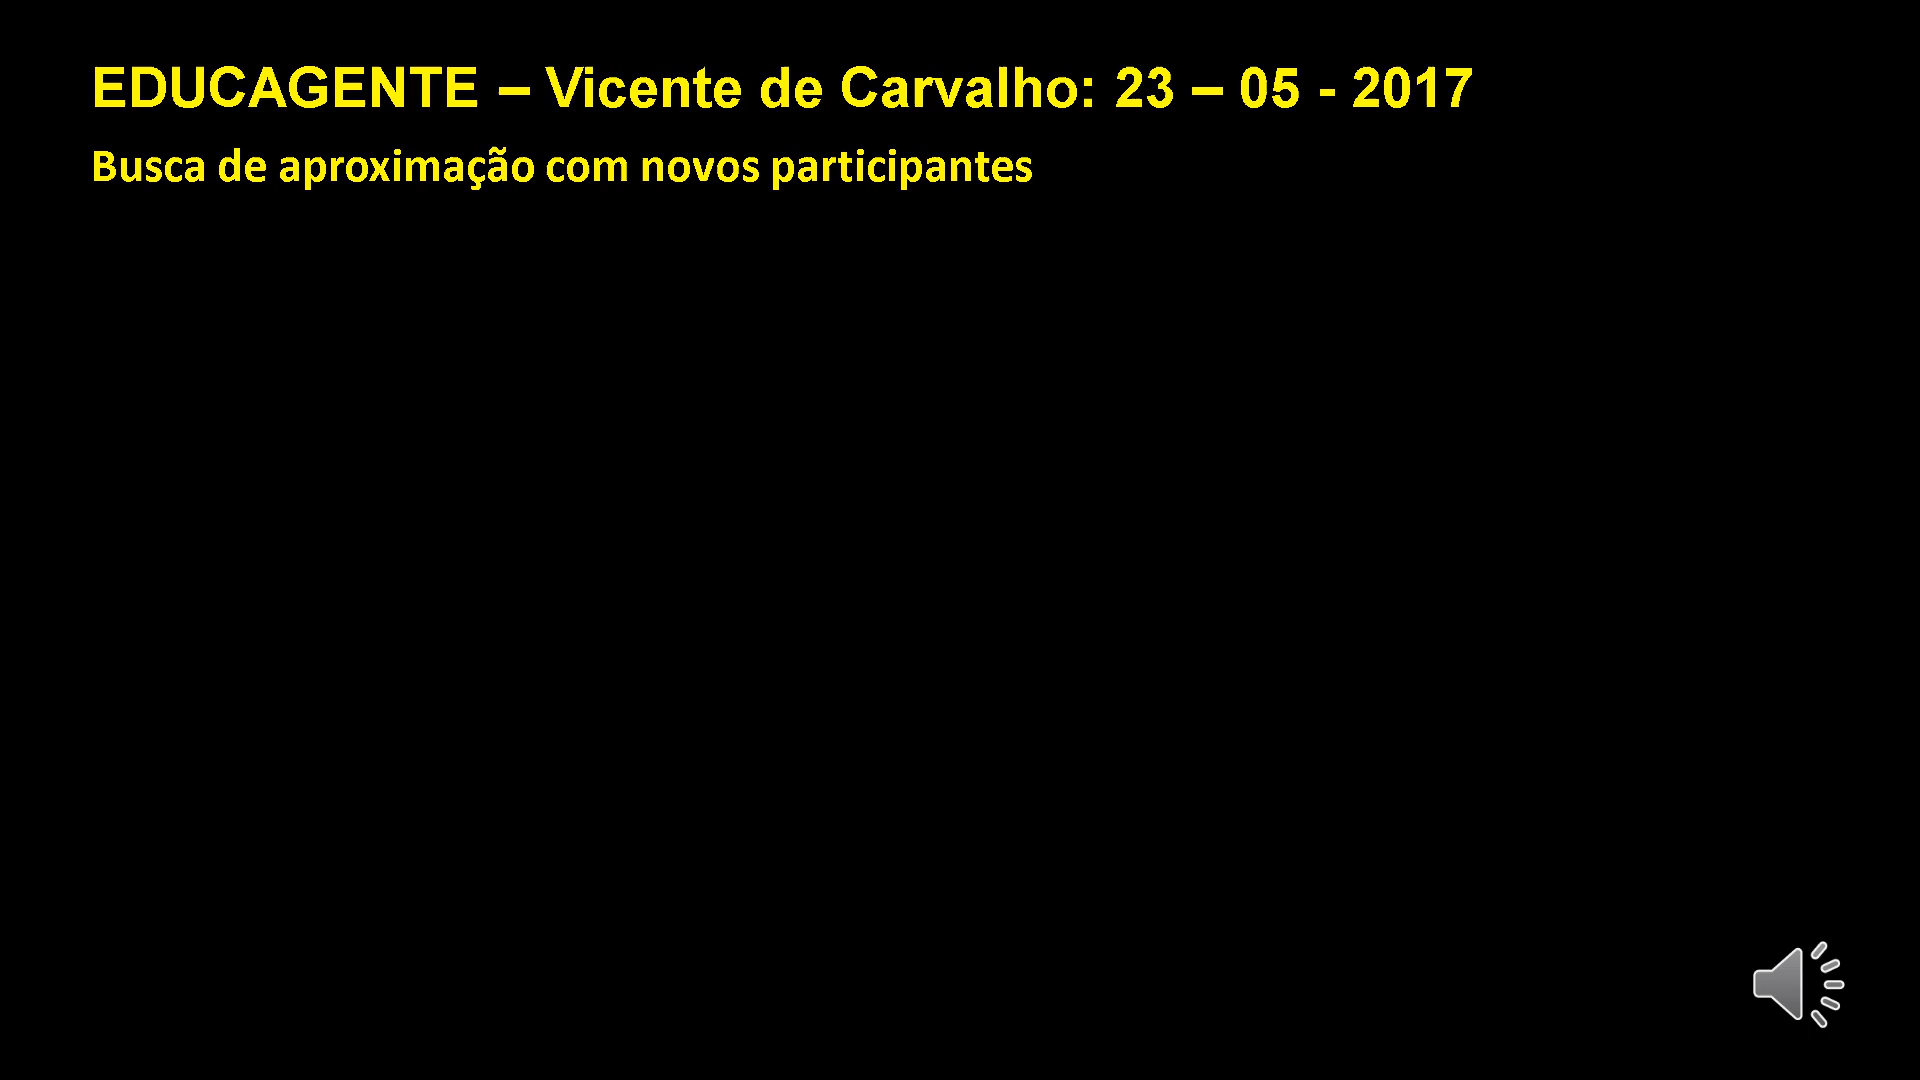 EDUCAGENTE – Vicente de Carvalho: 23 – 05 - 2017
Busca de aproximação com novos participantes